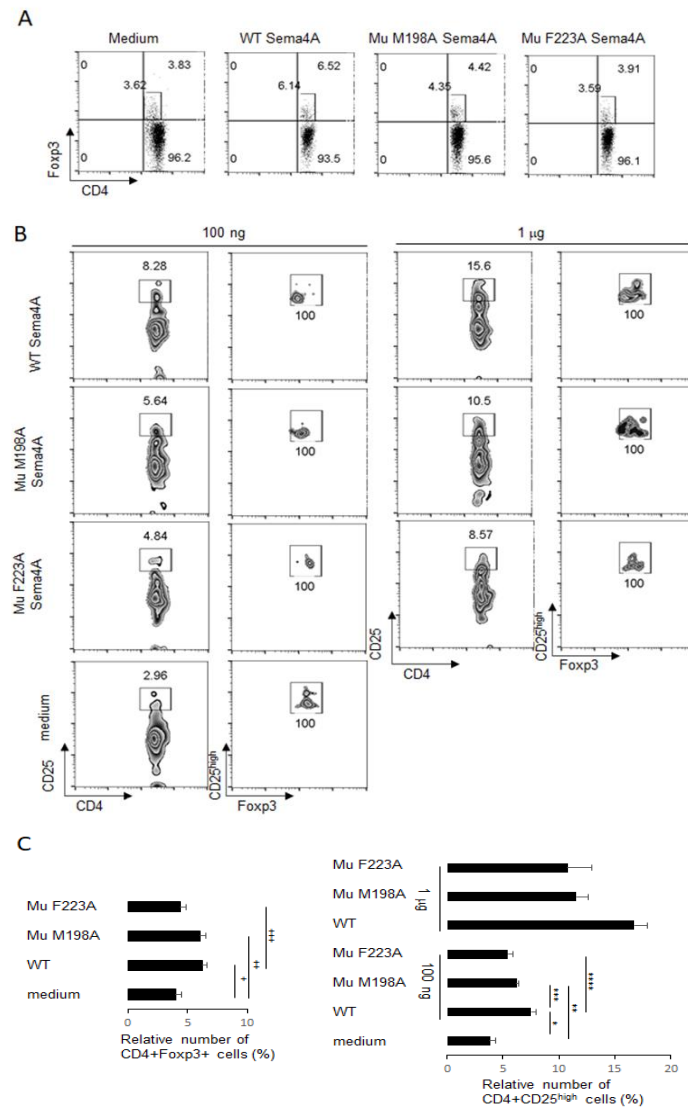 A
Medium
WT Sema4A
Mu M198A Sema4A
Mu F223A Sema4A
0
3.83
3.62
0
96.2
0
6.52
6.14
0
93.5
0
4.42
4.35
0
95.6
0
3.91
3.59
0
96.1
Foxp3
CD4
B
100 ng
1 μg
WT Sema4A
8.28
100
15.6
100
Mu M198A
Sema4A
5.64
100
10.5
100
Mu F223A
Sema4A
4.84
100
8.57
100
CD25
CD4
CD25high
Foxp3
medium
2.96
100
CD25
CD4
CD25high
Foxp3
C
Mu F223A
Mu M198A
WT
medium
0
5
10
Relative number of
CD4+Foxp3+ cells (%)
Mu F223A
Mu M198A
WT
1 μg
Mu F223A
Mu M198A
WT
100 ng
medium
0
5
10
15
20
Relative number of
CD4+CD25high cells (%)